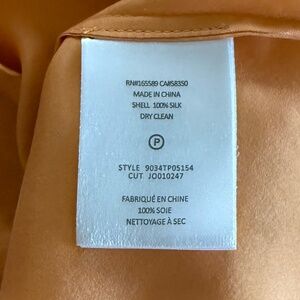 RN#165589 CA#58350
MADE IN CHINA
SHELL 100% SILK
DRY CLEAN
P
STYLE 9034TP05154
CUT JO010247
FABRIQUÉ EN CHINE
100% SOIE
NETTOYAGE À SEC